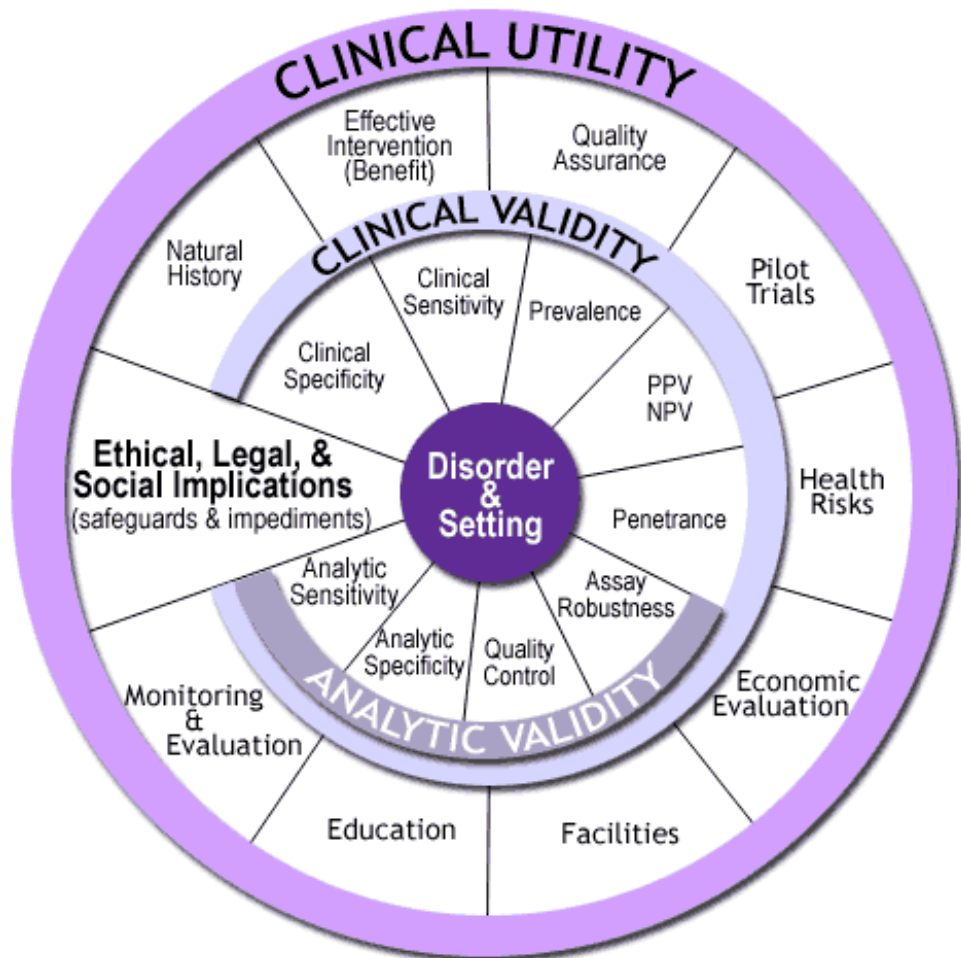 CLINICAL UTILITY
Effective
Intervention
(Benefit)
Quality
Assurance
Natural
History
Pilot
Trials
Health
Risks
Economic
Evaluation
Facilities
Education
Monitoring
&
Evaluation
CLINICAL VALIDITY
Clinical
Specificity
Clinical
Sensitivity
Prevalence
PPV
NPV
Penetrance
Ethical, Legal, &
Social Implications
(safeguards & impediments)
Disorder
&
Setting
Analytic
Sensitivity
Analytic
Specificity
Quality
Control
Assay
Robustness
ANALYTIC VALIDITY